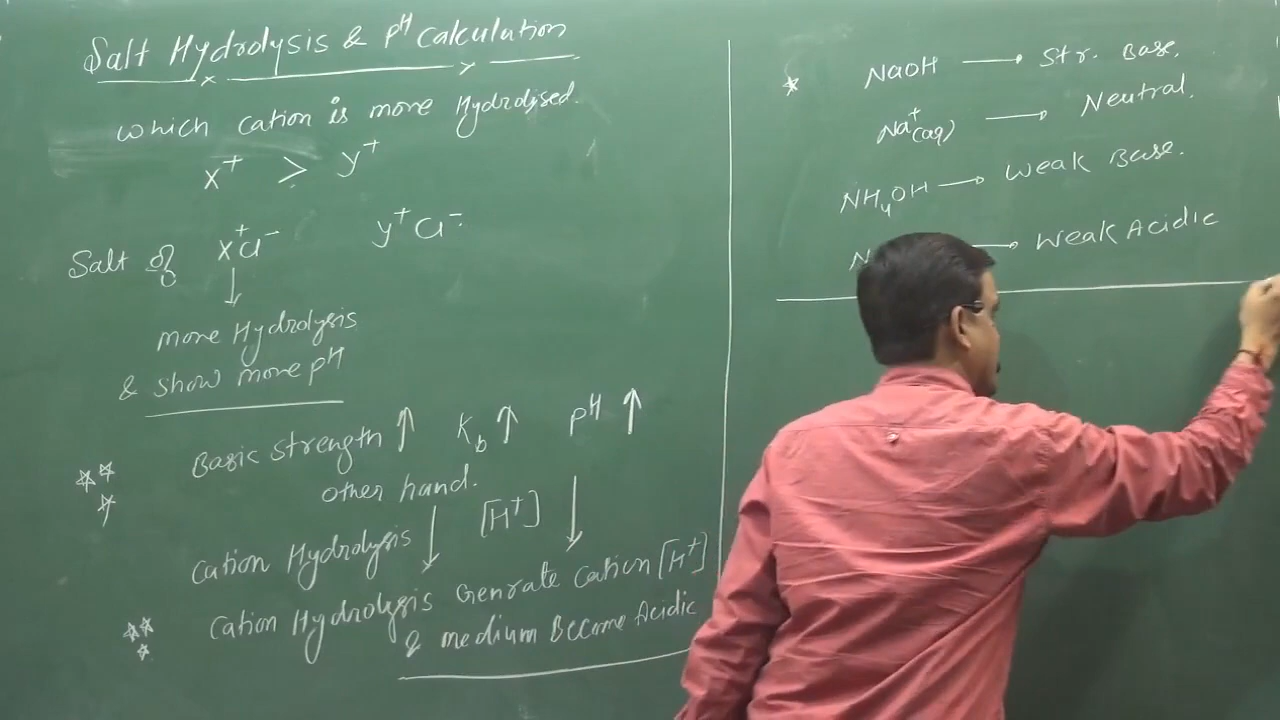 Salt Hydrolysis & pH calculation
which cation is more Hydrolised.
x⁺ > y⁺
Salt of x⁺Cl⁻ y⁺Cl⁻
more Hydrolysis
& show more pH
Basic strength ↑ Kb ↑ pH ↑
other hand.
Cation Hydrolysis ↓ [H⁺] ↓
Cation Hydrolysis Genrate Cation [H⁺]
& medium Become Acidic
* NaOH → Str. Base.
Na⁺(aq) → Neutral.
NH₄OH → Weak Base.
→ Weak Acidic